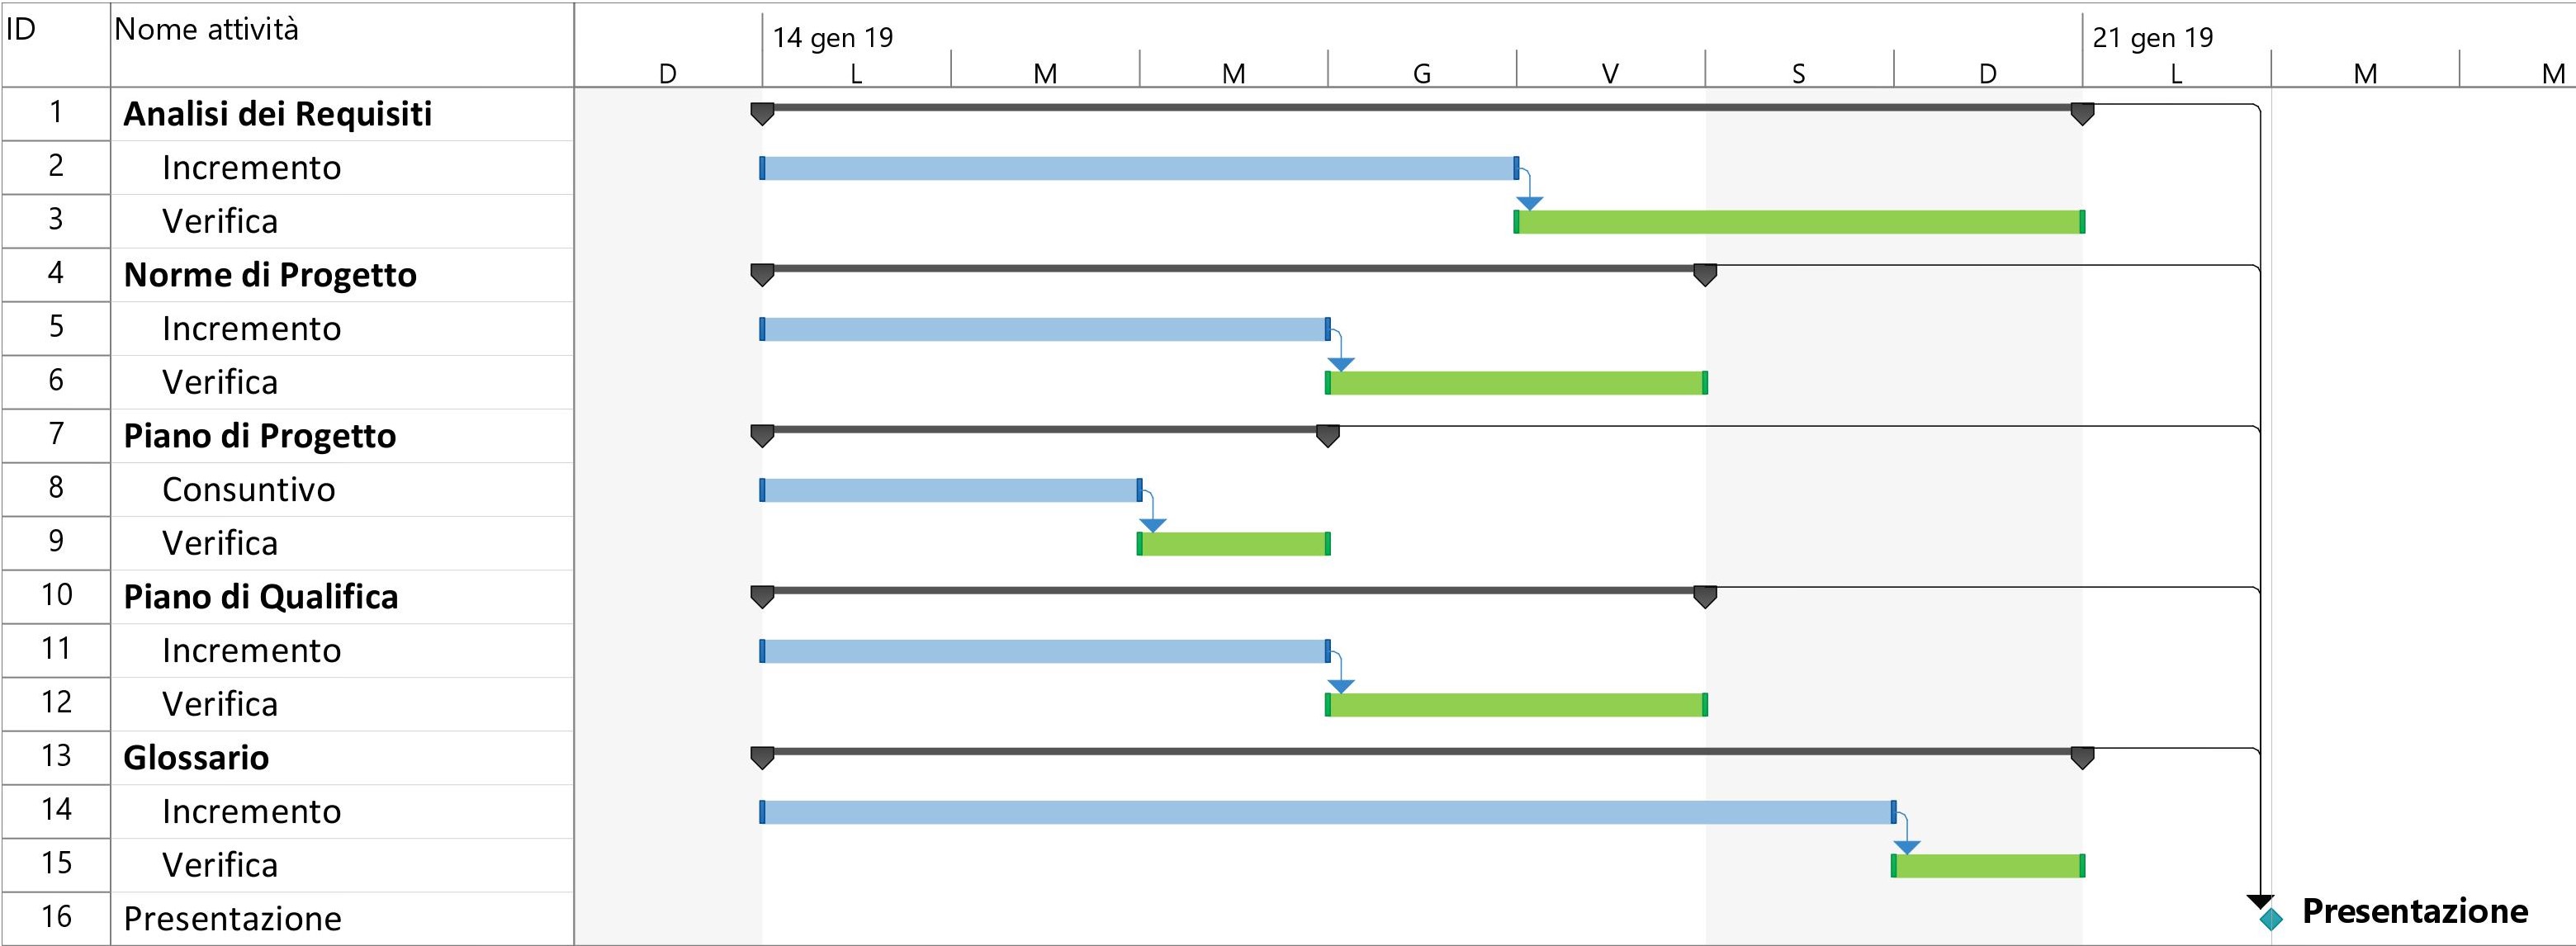 ID Nome attività 14 gen 19 21 gen 19
D L M M G V S D L M M
1 Analisi dei Requisiti
2 Incremento
3 Verifica
4 Norme di Progetto
5 Incremento
6 Verifica
7 Piano di Progetto
8 Consuntivo
9 Verifica
10 Piano di Qualifica
11 Incremento
12 Verifica
13 Glossario
14 Incremento
15 Verifica
16 Presentazione Presentazione